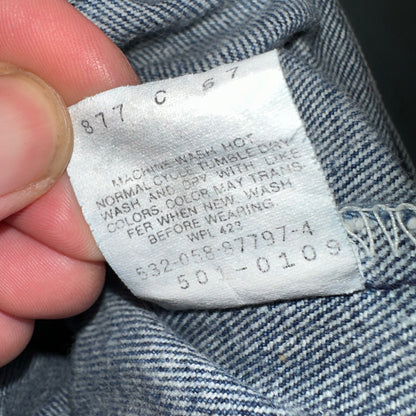 877 C 67
MACHINE WASH HOT
NORMAL CYCLE TUMBLE DRY
WASH AND DRY WITH LIKE
COLORS. COLOR MAY TRANS
FER WHEN NEW. WASH
BEFORE WEARING
WPL 423
532-058-87797-4
501-0109